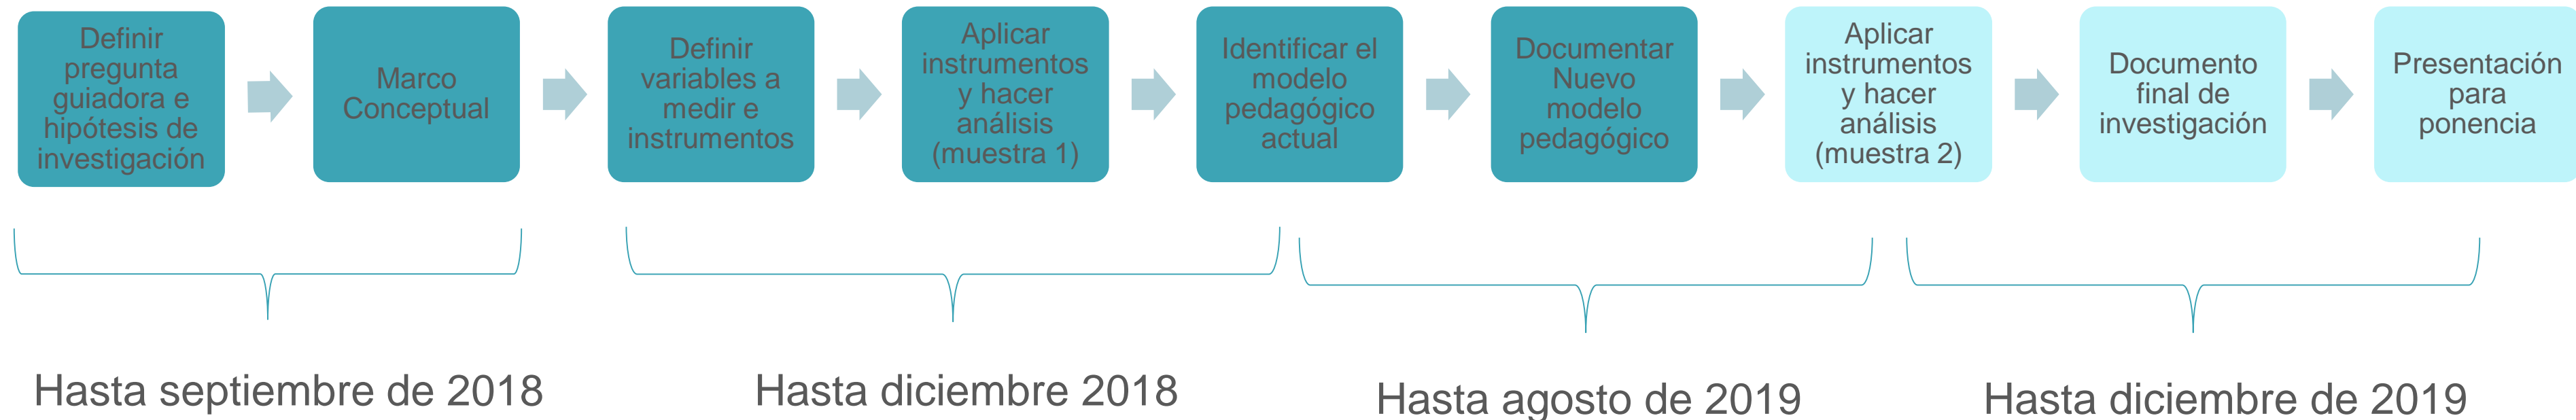 Definir
pregunta
guiadora e
hipótesis de
investigación
Marco
Conceptual
Definir
variables a
medir e
instrumentos
Aplicar
instrumentos
y hacer
análisis
(muestra 1)
Identificar el
modelo
pedagógico
actual
Documentar
Nuevo
modelo
pedagógico
Aplicar
instrumentos
y hacer
análisis
(muestra 2)
Documento
final de
investigación
Presentación
para
ponencia
Hasta septiembre de 2018
Hasta diciembre 2018
Hasta agosto de 2019
Hasta diciembre de 2019